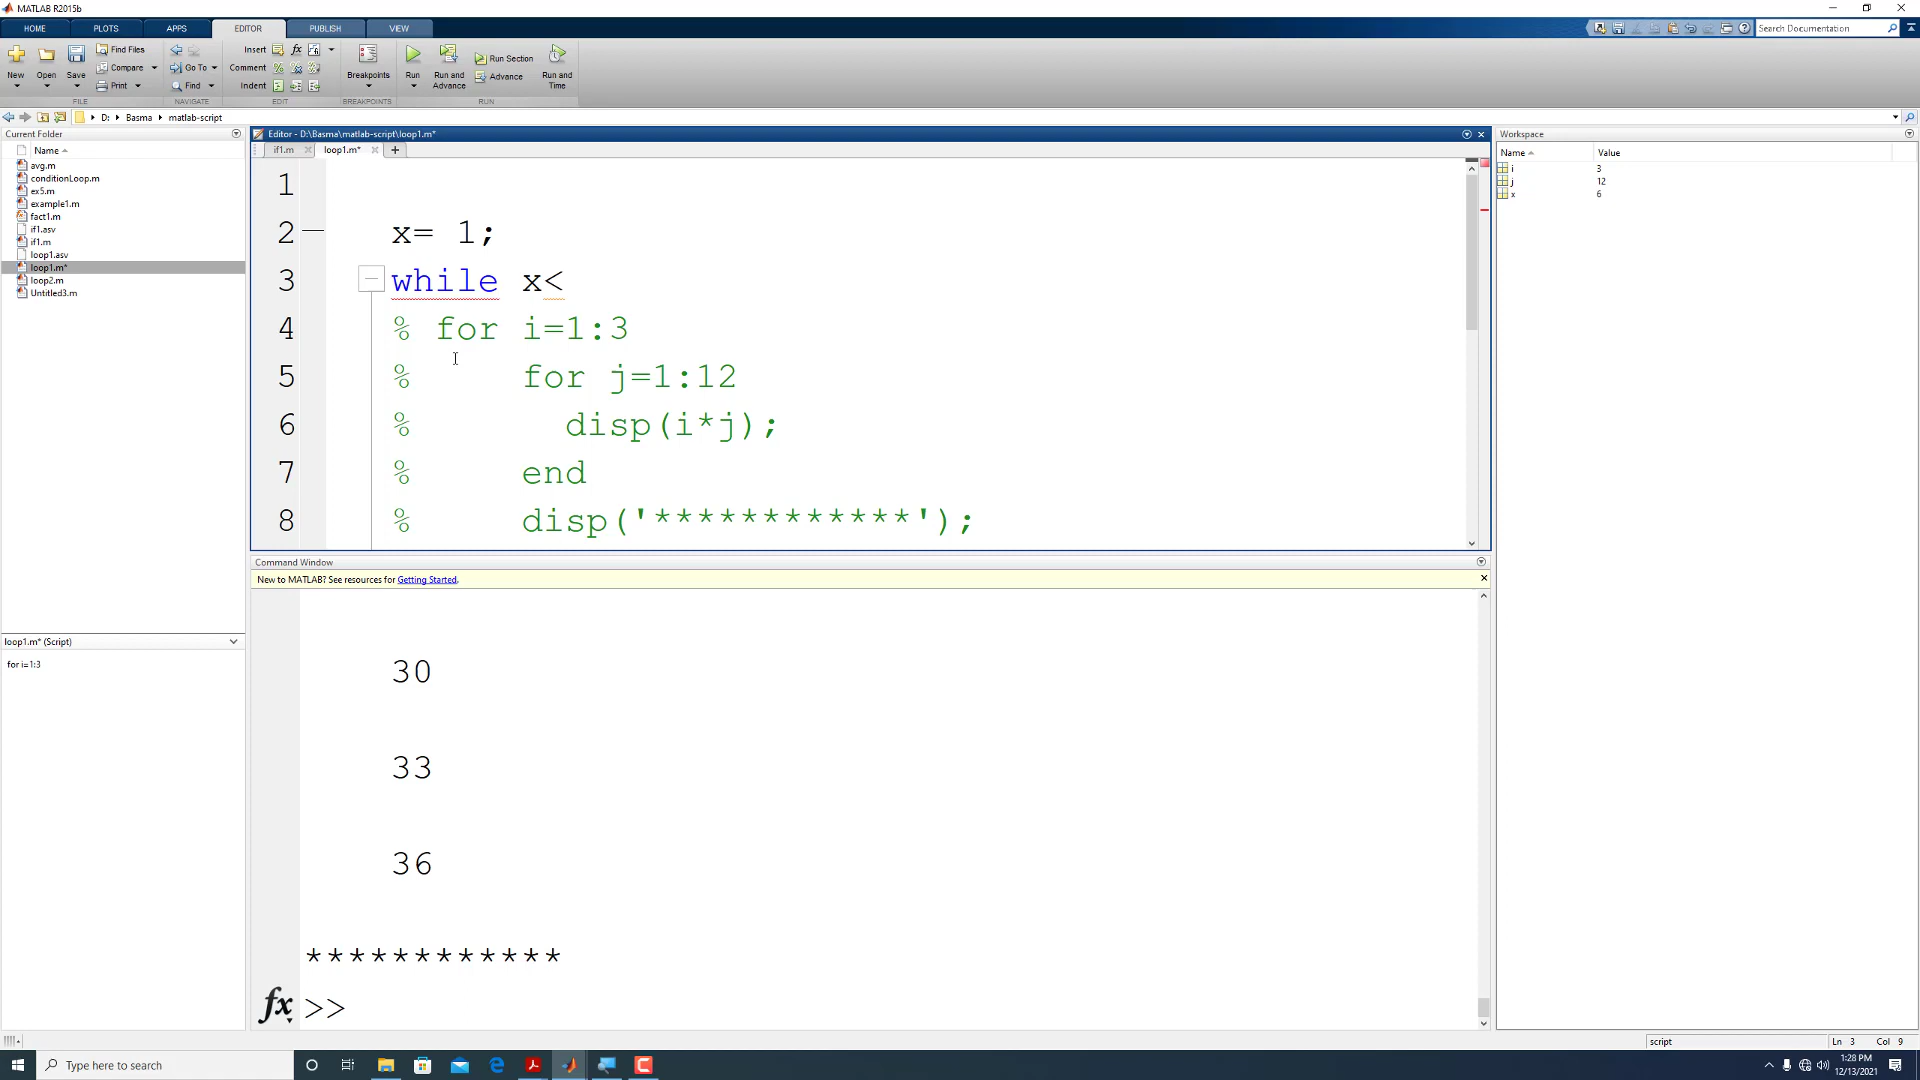 MATLAB R2015b
HOME PLOTS APPS EDITOR PUBLISH VIEW Search Documentation
New Open Save Find Files Compare Print Go To Find Insert fx Comment Indent Breakpoints Run Run and Advance Run Section Advance Run and Time
FILE NAVIGATE EDIT BREAKPOINTS RUN
D: Basma matlab-script
Current Folder
Name
avg.m
conditionLoop.m
ex5.m
example1.m
fact1.m
if1.asv
if1.m
loop1.asv
loop1.m*
loop2.m
Untitled3.m
loop1.m* (Script)
for i=1:3
Editor - D:\Basma\matlab-script\loop1.m*
if1.m loop1.m* +
1
2 x= 1;
3 while x<
4 % for i=1:3
5 % for j=1:12
6 % disp(i*j);
7 % end
8 % disp('************');
Command Window
New to MATLAB? See resources for Getting Started.
30
33
36
************
fx >>
Workspace
Name Value
i 3
j 12
x 6
script Ln 3 Col 9
Type here to search
1:28 PM
12/13/2021